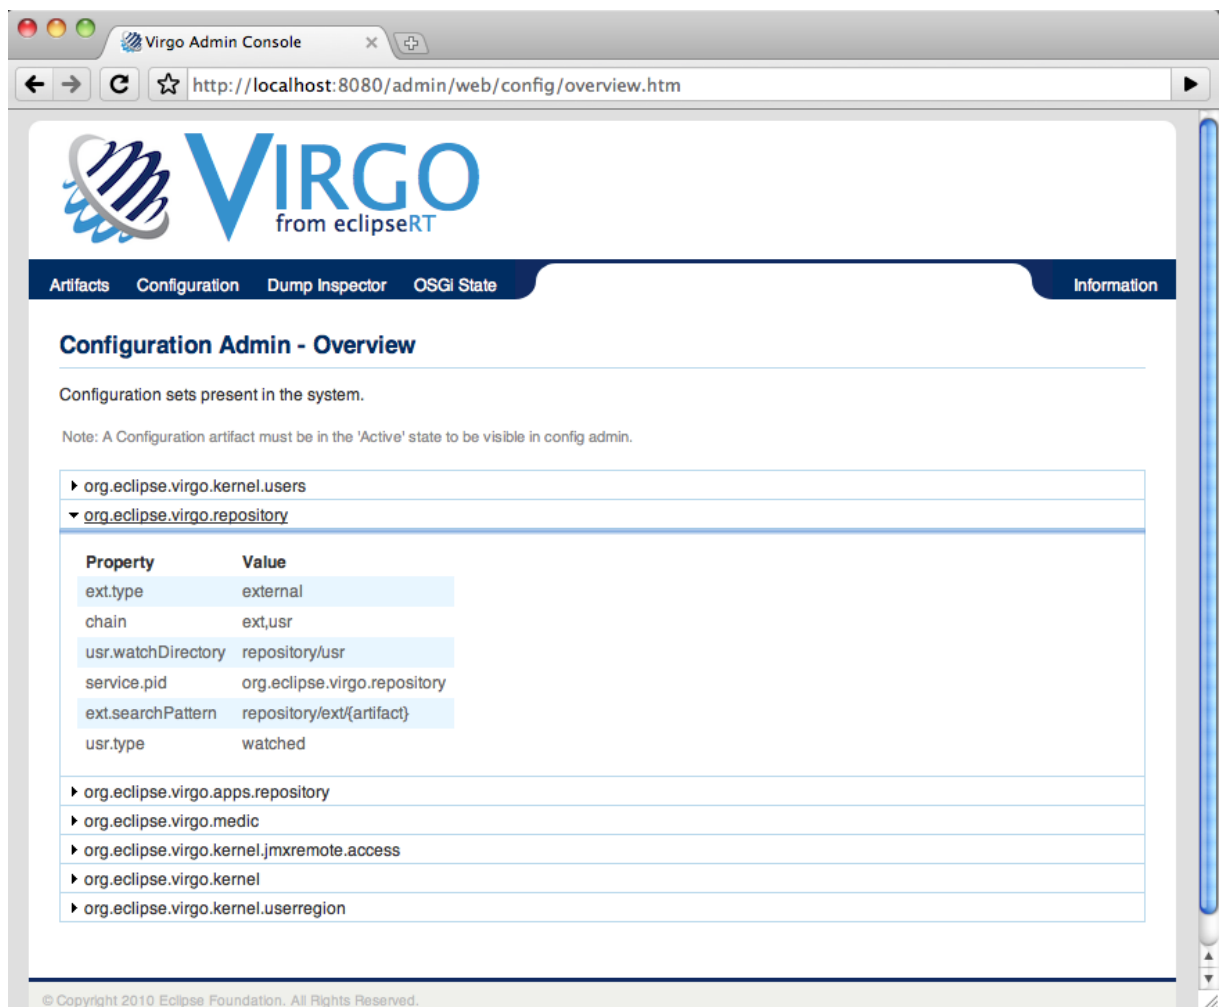 Virgo Admin Console
http://localhost:8080/admin/web/config/overview.htm
VIRGO
from eclipseRT
Artifacts Configuration Dump Inspector OSGi State Information
Configuration Admin - Overview
Configuration sets present in the system.
Note: A Configuration artifact must be in the 'Active' state to be visible in config admin.
org.eclipse.virgo.kernel.users
org.eclipse.virgo.repository
Property Value
ext.type external
chain ext,usr
usr.watchDirectory repository/usr
service.pid org.eclipse.virgo.repository
ext.searchPattern repository/ext/{artifact}
usr.type watched
org.eclipse.virgo.apps.repository
org.eclipse.virgo.medic
org.eclipse.virgo.kernel.jmxremote.access
org.eclipse.virgo.kernel
org.eclipse.virgo.kernel.userregion
© Copyright 2010 Eclipse Foundation. All Rights Reserved.